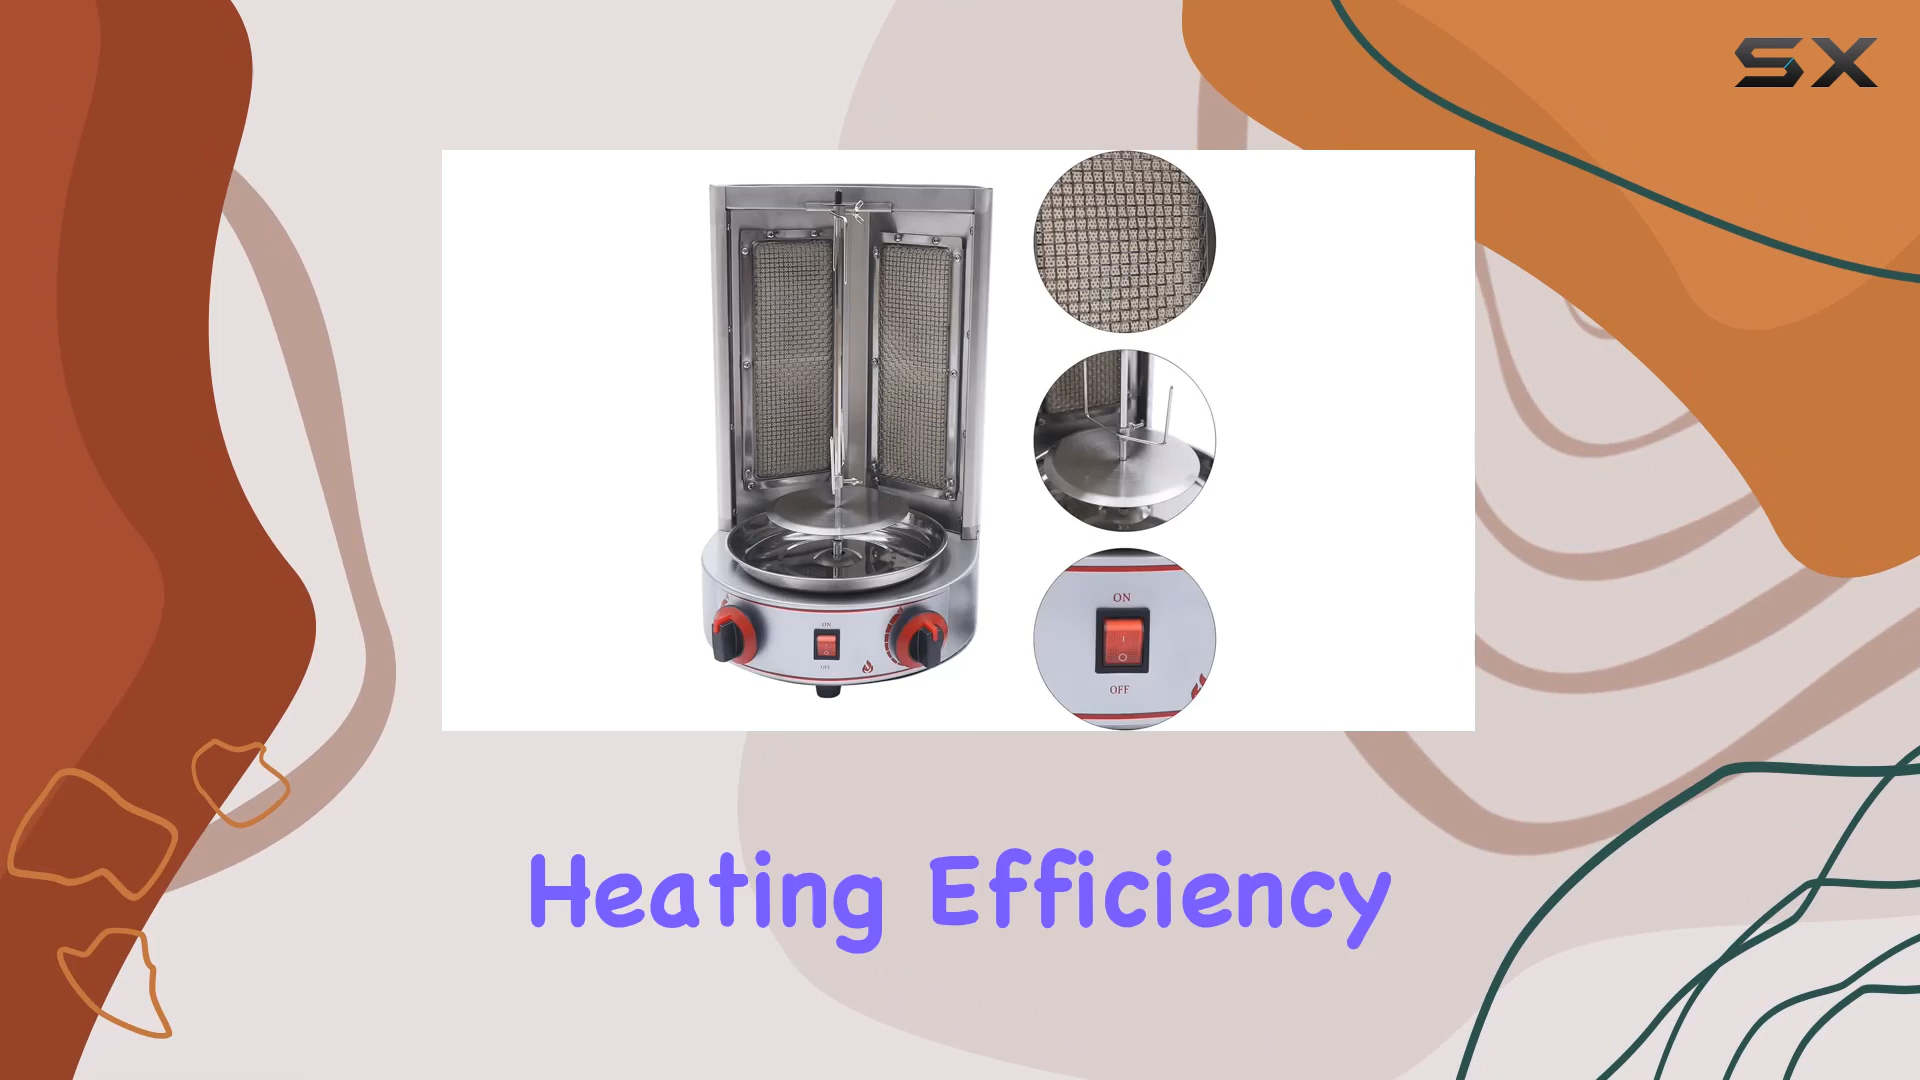 SX
ON
OFF
ON
OFF
Heating Efficiency